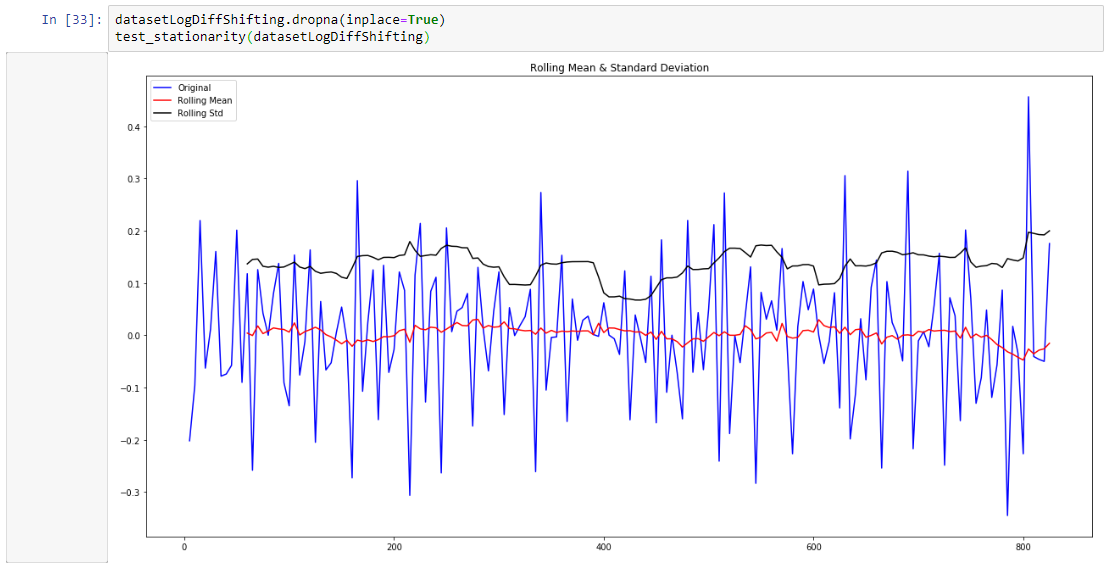 In [33]: datasetLogDiffShifting.dropna(inplace=True)
test_stationarity(datasetLogDiffShifting)
Rolling Mean & Standard Deviation
Original
Rolling Mean
Rolling Std
0.4
0.3
0.2
0.1
0.0
−0.1
−0.2
−0.3
0 200 400 600 800